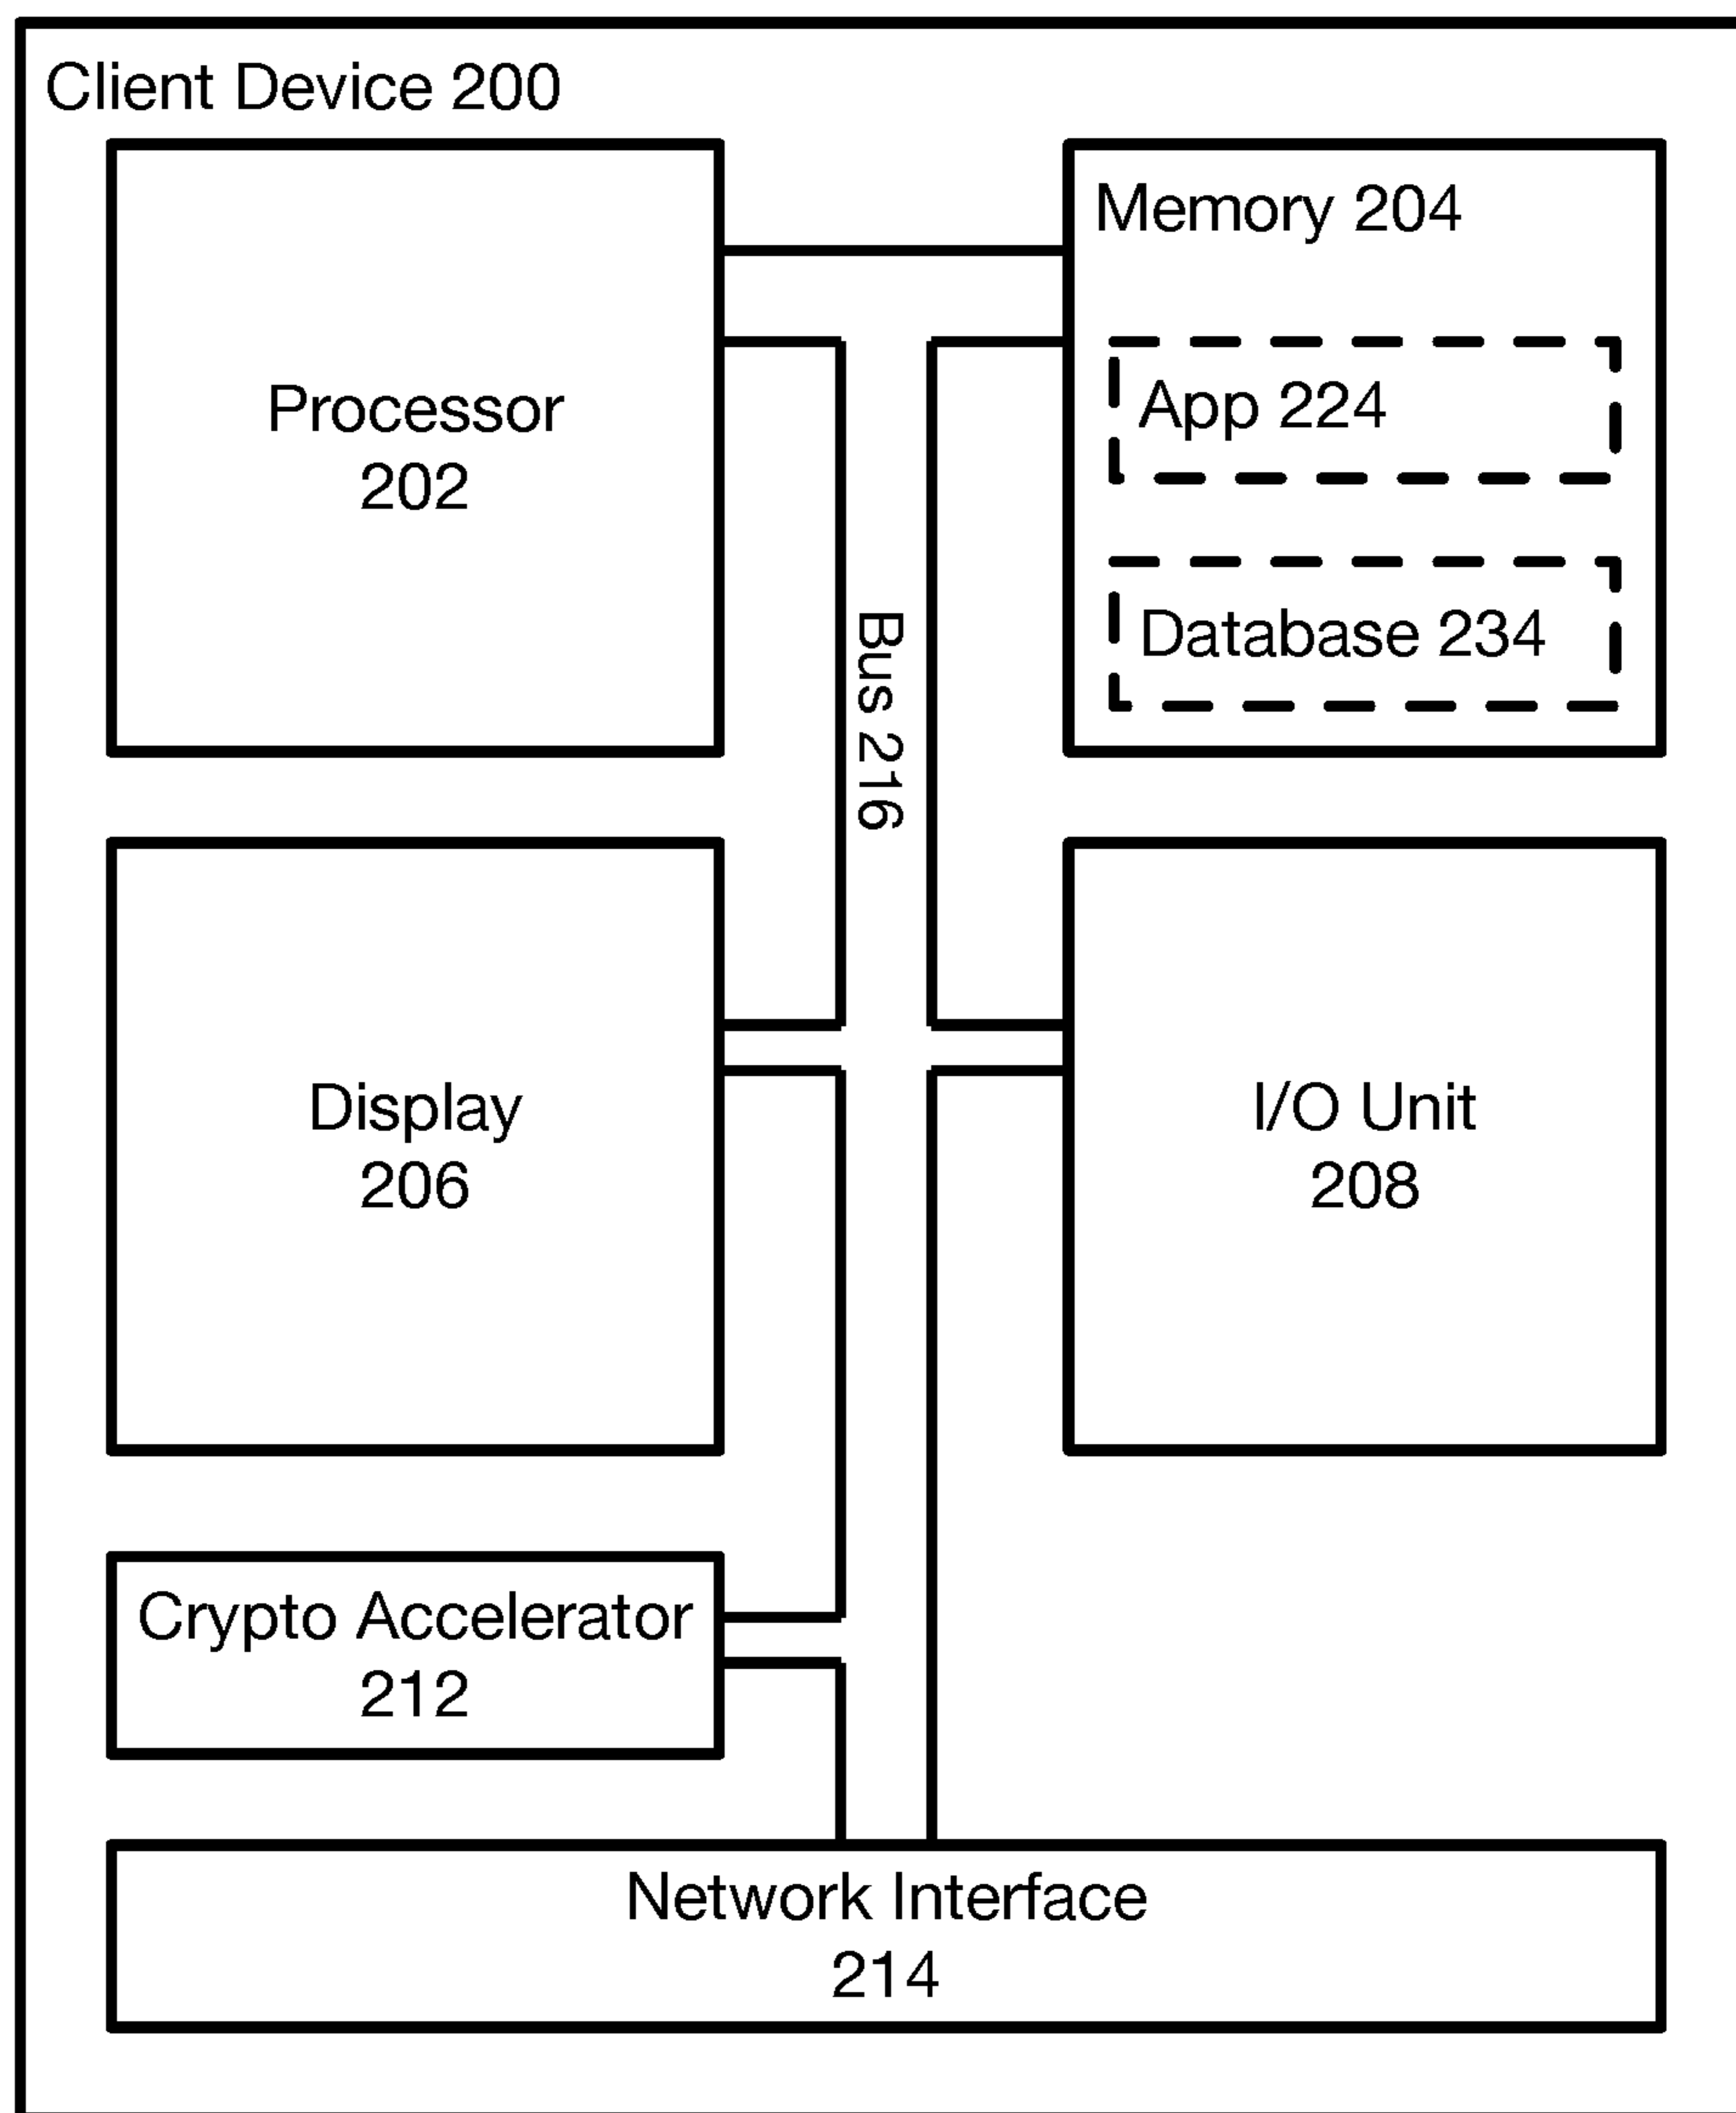 Client Device 200
Processor
202
Memory 204
App 224
Database 234
Bus 216
Display
206
I/O Unit
208
Crypto Accelerator
212
Network Interface
214